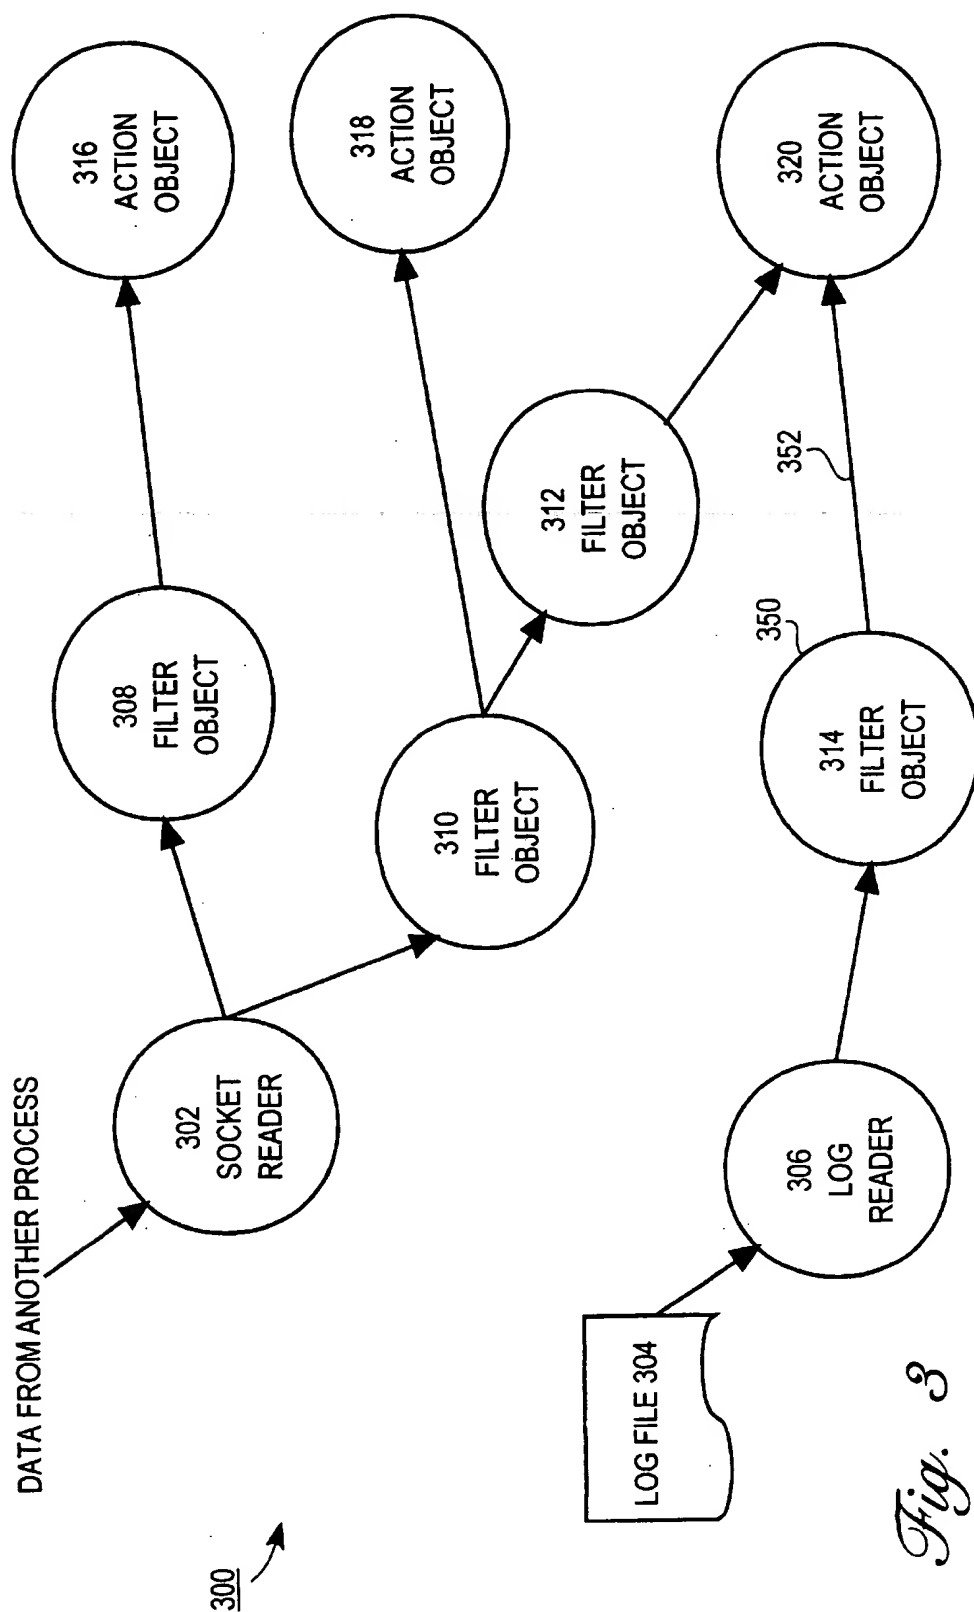 300
DATA FROM ANOTHER PROCESS
302
SOCKET
READER
308
FILTER
OBJECT
316
ACTION
OBJECT
310
FILTER
OBJECT
318
ACTION
OBJECT
312
FILTER
OBJECT
LOG FILE 304
306
LOG
READER
350
314
FILTER
OBJECT
352
320
ACTION
OBJECT
Fig. 3